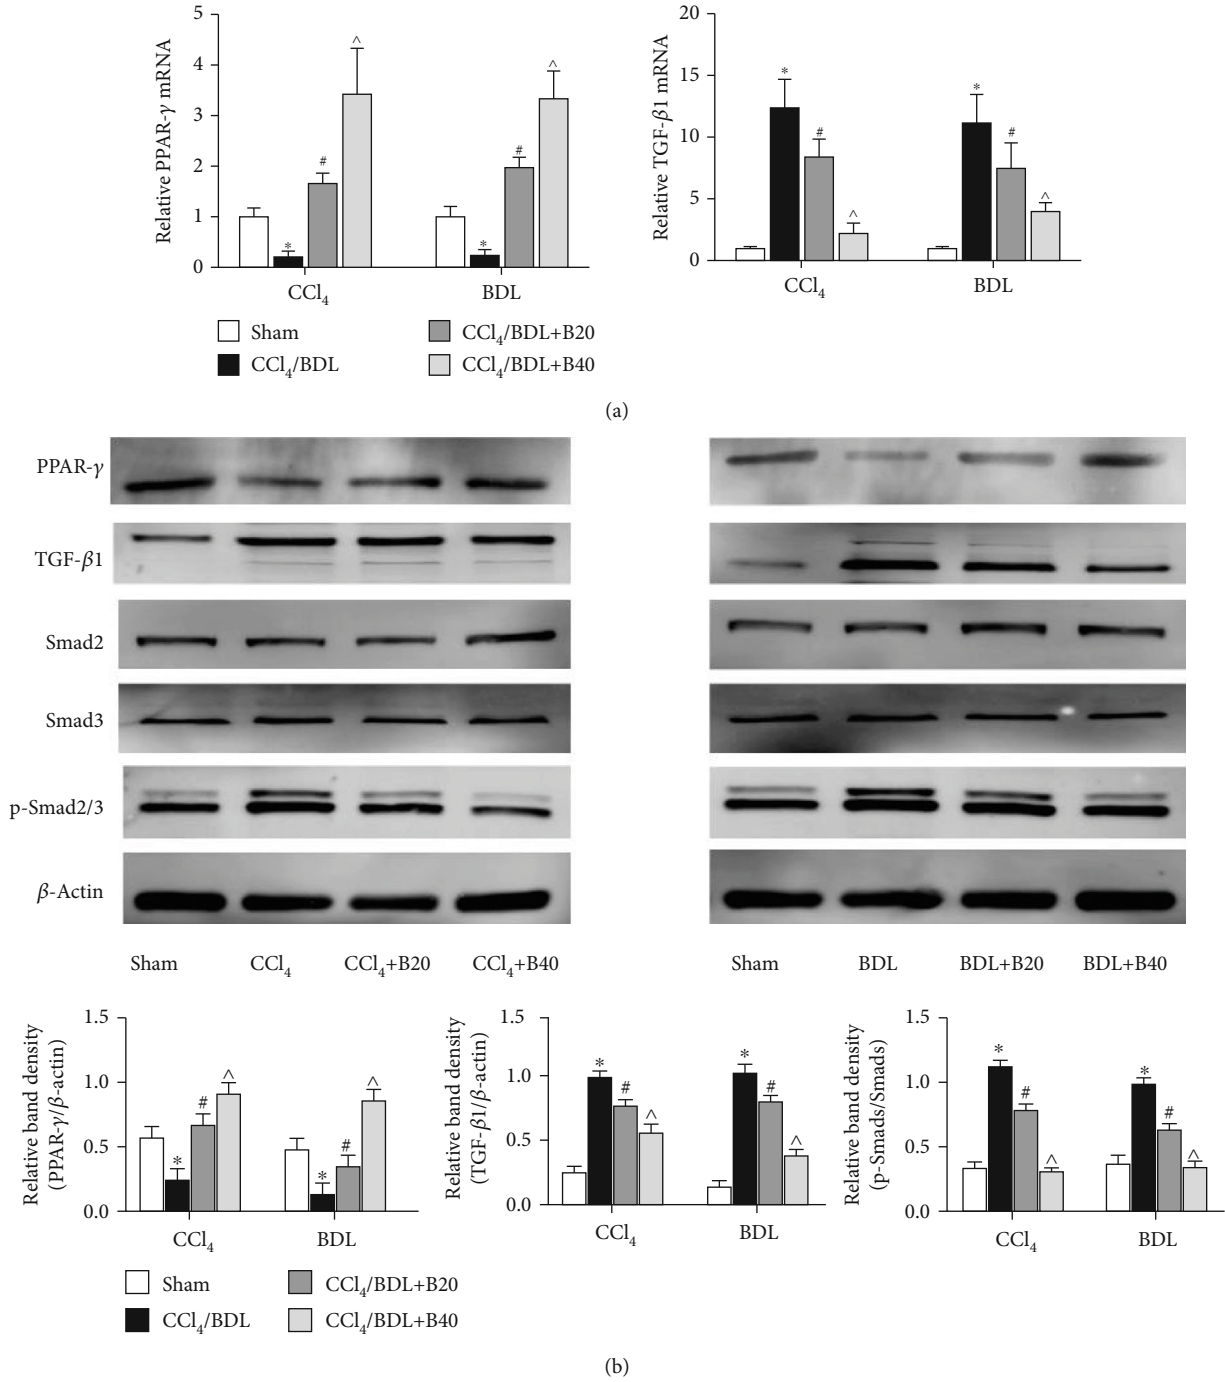 Relative PPAR-γ mRNA
5
4
3
2
1
0
*
#
^
*
#
^
CCl₄
BDL
Relative TGF-β1 mRNA
20
15
10
5
0
*
#
^
*
#
^
CCl₄
BDL
Sham
CCl₄/BDL
CCl₄/BDL+B20
CCl₄/BDL+B40
(a)
PPAR-γ
TGF-β1
Smad2
Smad3
p-Smad2/3
β-Actin
Sham
CCl₄
CCl₄+B20
CCl₄+B40
Sham
BDL
BDL+B20
BDL+B40
Relative band density
(PPAR-γ/β-actin)
1.5
1.0
0.5
0.0
*
#
^
*
#
^
CCl₄
BDL
Relative band density
(TGF-β1/β-actin)
1.5
1.0
0.5
0.0
*
#
^
*
#
^
CCl₄
BDL
Relative band density
(p-Smads/Smads)
1.5
1.0
0.5
0.0
*
#
^
*
#
^
CCl₄
BDL
Sham
CCl₄/BDL
CCl₄/BDL+B20
CCl₄/BDL+B40
(b)